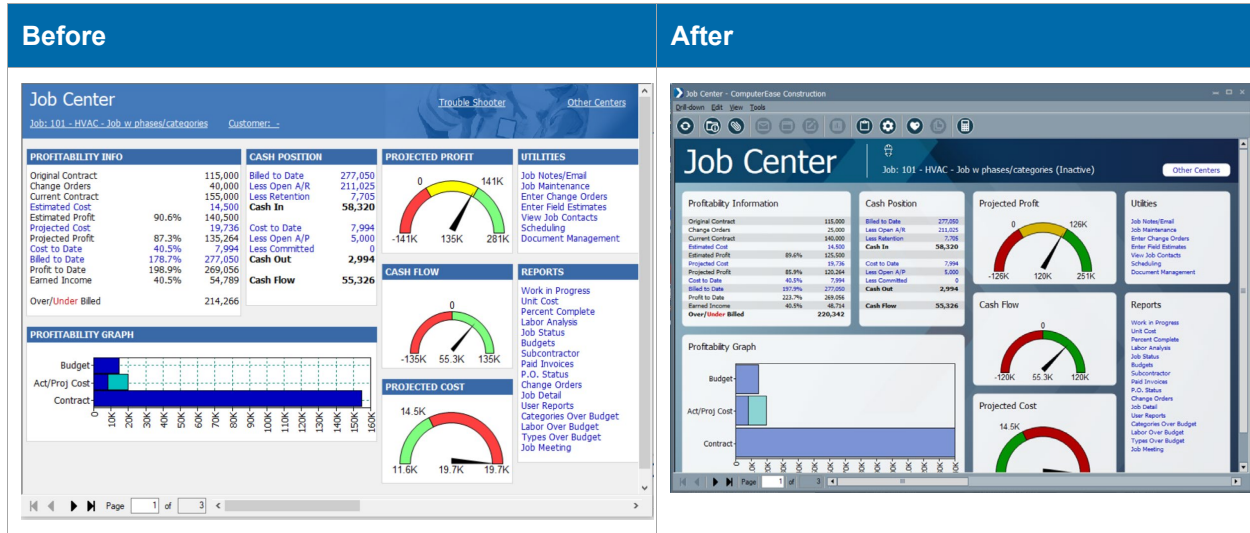 Before
Job Center
Trouble Shooter
Other Centers
Job: 101 - HVAC - Job w phases/categories
Customer: -
PROFITABILITY INFO
Original Contract 115,000
Change Orders 40,000
Current Contract 155,000
Estimated Cost 14,500
Estimated Profit 90.6% 140,500
Projected Cost 19,736
Projected Profit 87.3% 135,264
Cost to Date 40.5% 7,994
Billed to Date 178.7% 277,050
Profit to Date 198.9% 269,056
Earned Income 40.5% 54,789
Over/Under Billed 214,266
CASH POSITION
Billed to Date 277,050
Less Open A/R 211,025
Less Retention 7,705
Cash In 58,320
Cost to Date 7,994
Less Open A/P 5,000
Less Committed 0
Cash Out 2,994
Cash Flow 55,326
PROJECTED PROFIT
0 141K
-141K 135K 281K
UTILITIES
Job Notes/Email
Job Maintenance
Enter Change Orders
Enter Field Estimates
View Job Contacts
Scheduling
Document Management
CASH FLOW
0
-135K 55.3K 135K
REPORTS
Work in Progress
Unit Cost
Percent Complete
Labor Analysis
Job Status
Budgets
Subcontractor
Paid Invoices
P.O. Status
Change Orders
Job Detail
User Reports
Categories Over Budget
Labor Over Budget
Types Over Budget
Job Meeting
PROFITABILITY GRAPH
Budget
Act/Proj Cost
Contract
0 10K 20K 30K 40K 50K 60K 70K 80K 90K 100K 110K 120K 130K 140K 150K 160K
PROJECTED COST
14.5K
11.6K 19.7K 19.7K
Page 1 of 3
After
Job Center - ComputerEase Construction
Drill-down Edit View Tools
Job Center
Job: 101 - HVAC - Job w phases/categories (Inactive)
Other Centers
Profitability Information
Original Contract 115,000
Change Orders 25,000
Current Contract 140,000
Estimated Cost 14,500
Estimated Profit 89.6% 125,500
Projected Cost 19,736
Projected Profit 85.9% 120,264
Cost to Date 40.5% 7,994
Billed to Date 197.9% 277,050
Profit to Date 223.7% 269,056
Earned Income 40.5% 48,714
Over/Under Billed 220,342
Cash Position
Billed to Date 277,050
Less Open A/R 211,025
Less Retention 7,705
Cash In 58,320
Cost to Date 7,994
Less Open A/P 5,000
Less Committed 0
Cash Out 2,994
Cash Flow 55,326
Projected Profit
0 126K
-126K 120K 251K
Utilities
Job Notes/Email
Job Maintenance
Enter Change Orders
Enter Field Estimates
View Job Contacts
Scheduling
Document Management
Cash Flow
0
-120K 55.3K 120K
Reports
Work in Progress
Unit Cost
Percent Complete
Labor Analysis
Job Status
Budgets
Subcontractor
Paid Invoices
P.O. Status
Change Orders
Job Detail
User Reports
Categories Over Budget
Labor Over Budget
Types Over Budget
Job Meeting
Profitability Graph
Budget
Act/Proj Cost
Contract
Projected Cost
14.5K
Page 1 of 3